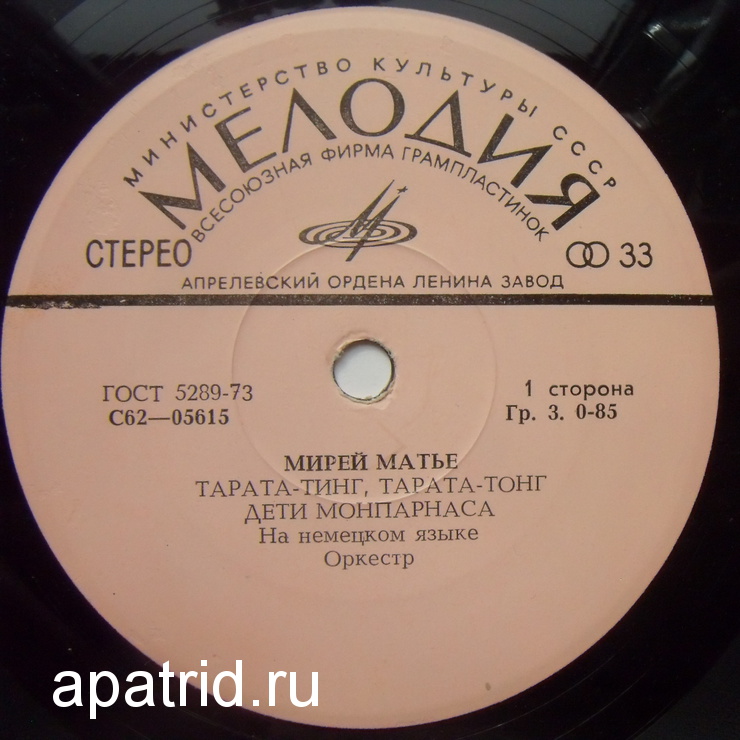 МИНИСТЕРСТВО КУЛЬТУРЫ СССР
МЕЛОДИЯ
ВСЕСОЮЗНАЯ ФИРМА ГРАМПЛАСТИНОК
СТЕРЕО
33
АПРЕЛЕВСКИЙ ОРДЕНА ЛЕНИНА ЗАВОД
ГОСТ 5289-73
С62—05615
1 сторона
Гр. 3. 0-85
МИРЕЙ МАТЬЕ
ТАРАТА-ТИНГ, ТАРАТА-ТОНГ
ДЕТИ МОНПАРНАСА
На немецком языке
Оркестр
apatrid.ru